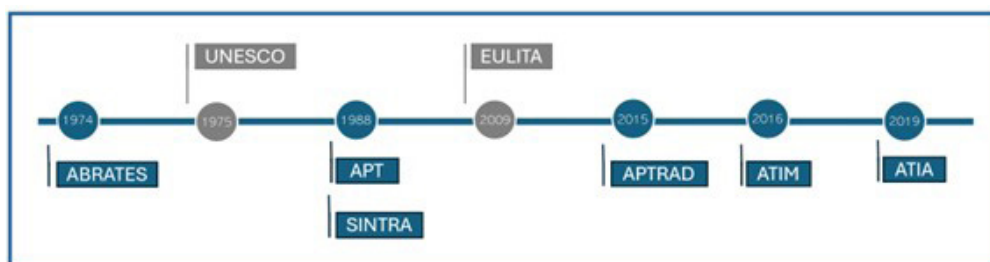 UNESCO EULITA
1974 1975 1988 2009 2015 2016 2019
ABRATES APT APTRAD ATIM ATIA
SINTRA